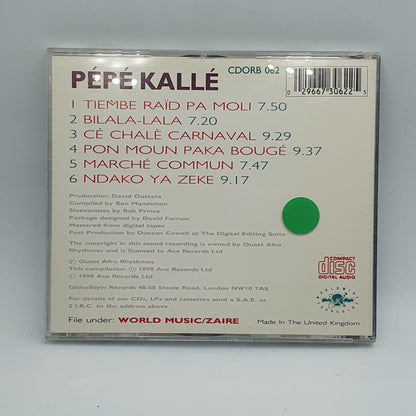 PÉPÉ KALLÉ
CDORB 062
0 29667 30622 5
1 TIEMBE RAÏD PA MOLI 7.50
2 BILALA-LALA 7.20
3 CÉ CHALÈ CARNAVAL 9.29
4 PON MOUN PAKA BOUGÉ 9.37
5 MARCHÉ COMMUN 7.47
6 NDAKO YA ZEKE 9.17
Production: David Ouattara
Compiled by Ben Mandelson
Sleevenotes by Rob Prince
Package designed by David Farrow
Mastered from digital tapes
Post Production by Duncan Cowell at The Digital Editing Suite
The copyright in this sound recording is owned by Ouatt Afro
Rhythmes and is licensed to Ace Records Ltd
℗ Ouatt Afro Rhythmes
This compilation ℗ 1990 Ace Records Ltd
© 1990 Ace Records Ltd
GlobeStyle Records 48-50 Steele Road, London NW10 7AS
For details of our CDs, LPs and cassettes send a S.A.E. or
2 I.R.C. to the address above
COMPACT
disc
DIGITAL AUDIO
File under: WORLD MUSIC/ZAIRE
Made In The United Kingdom